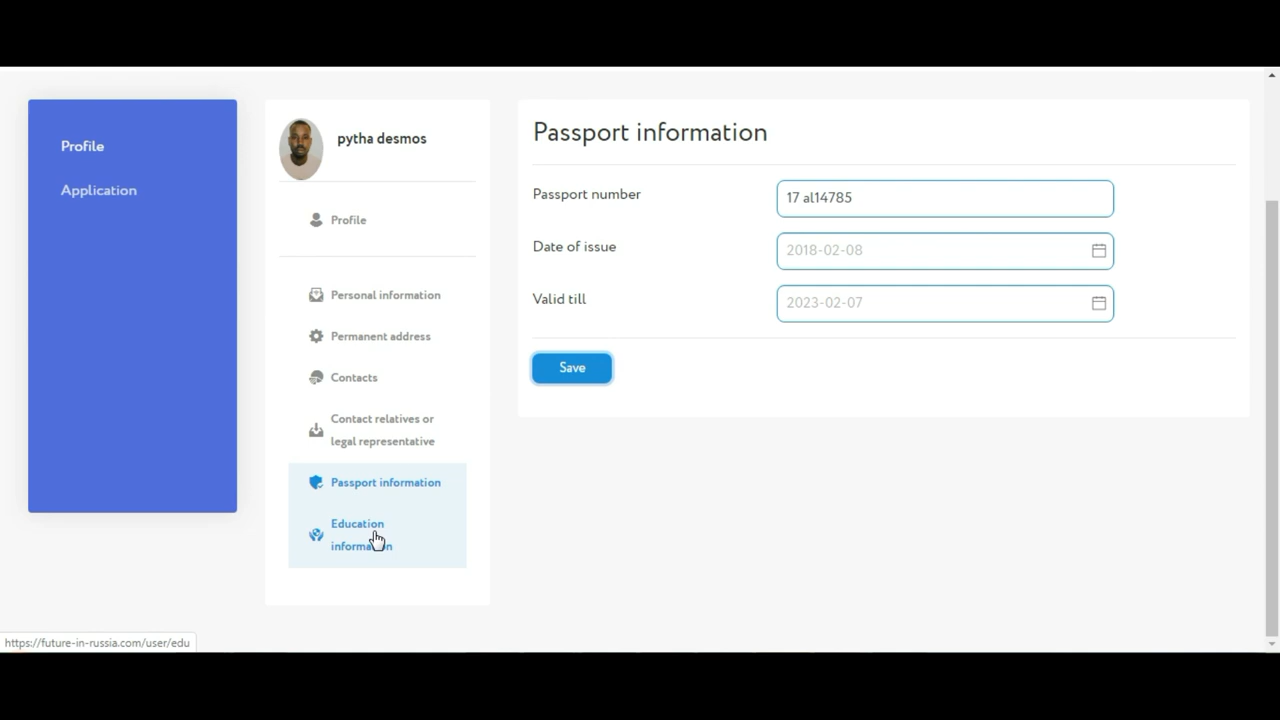 Profile
Application
pytha desmos
Profile
Personal information
Permanent address
Contacts
Contact relatives or
legal representative
Passport information
Education
information
Passport information
Passport number
17 al14785
Date of issue
2018-02-08
Valid till
2023-02-07
Save
https://future-in-russia.com/user/edu